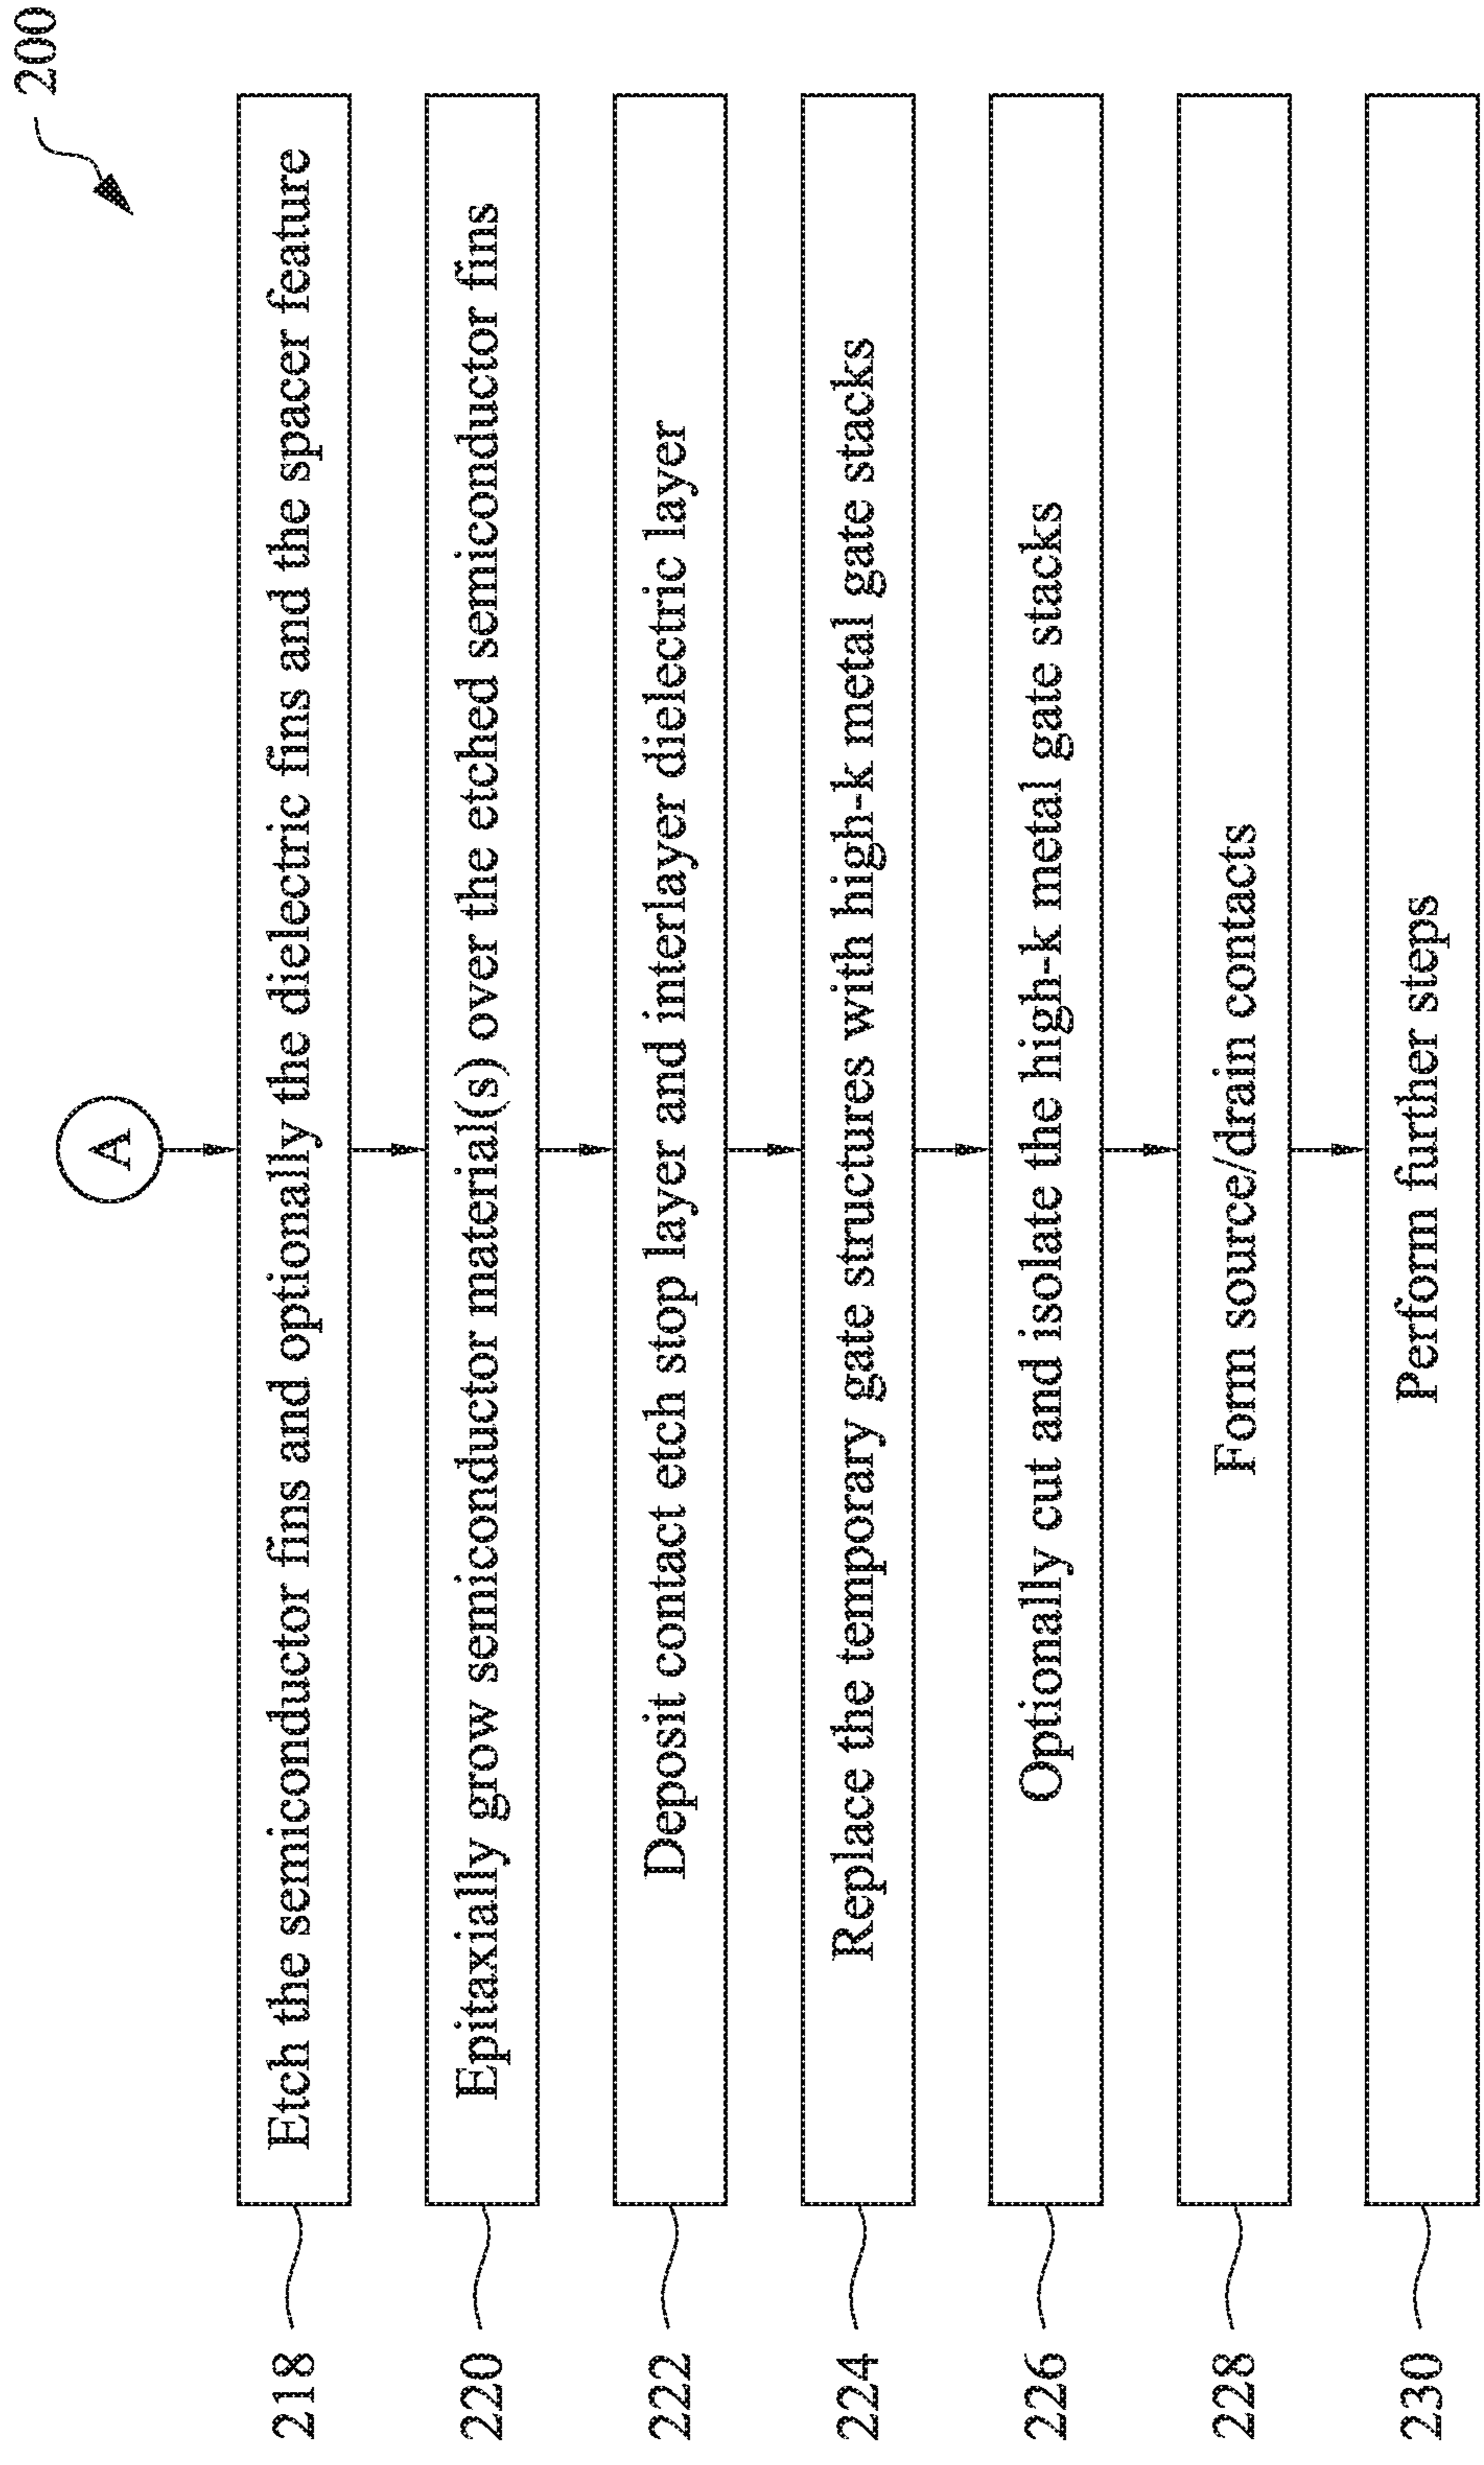 200
A
218 Etch the semiconductor fins and optionally the dielectric fins and the spacer feature
220 Epitaxially grow semiconductor material(s) over the etched semiconductor fins
222 Deposit contact etch stop layer and interlayer dielectric layer
224 Replace the temporary gate structures with high-k metal gate stacks
226 Optionally cut and isolate the high-k metal gate stacks
228 Form source/drain contacts
230 Perform further steps